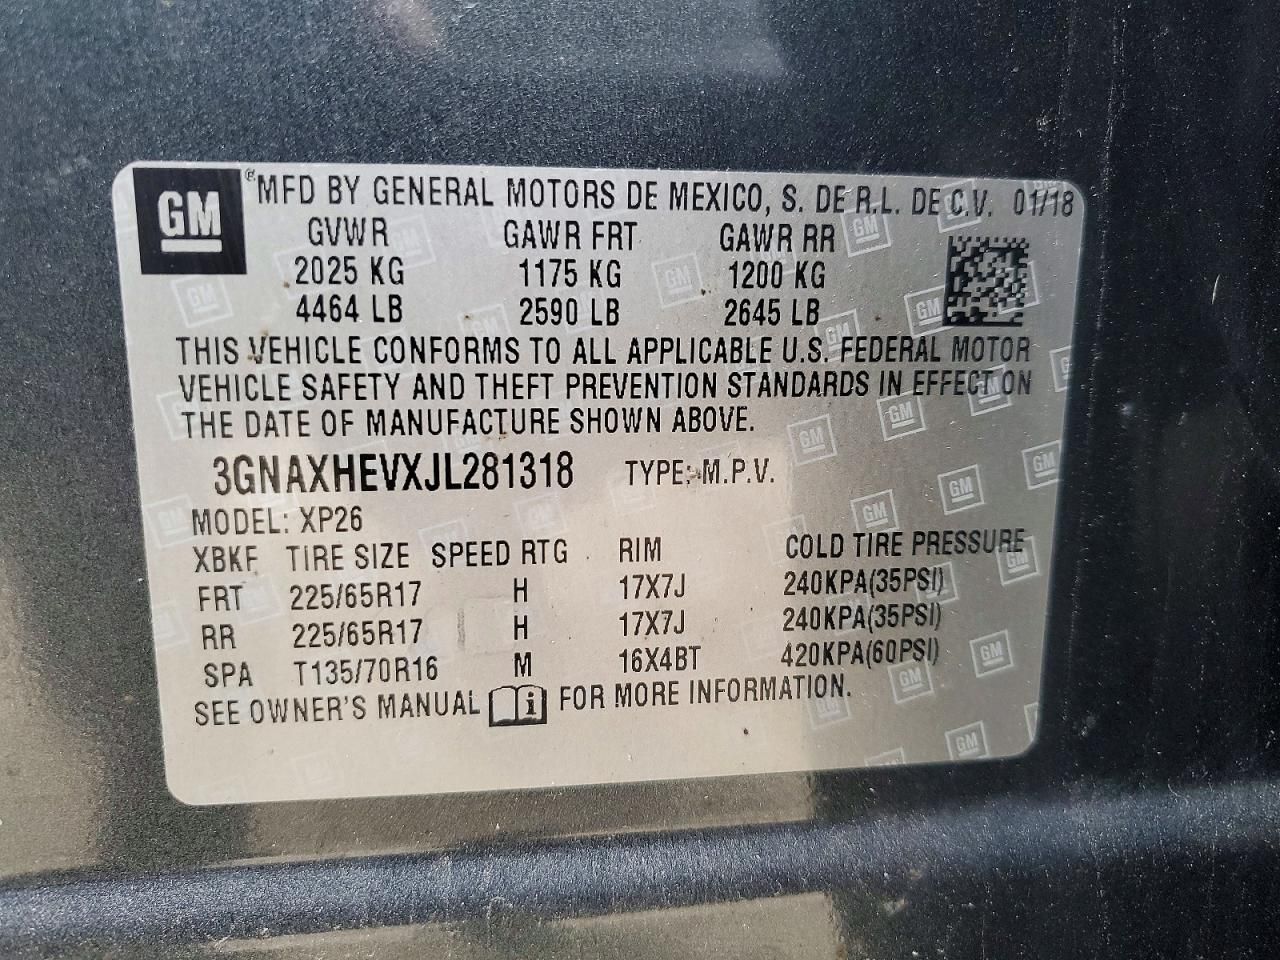 GM ® MFD BY GENERAL MOTORS DE MEXICO, S. DE R.L. DE C.V. 01/18
GVWR GAWR FRT GAWR RR
2025 KG 1175 KG 1200 KG
4464 LB 2590 LB 2645 LB
THIS VEHICLE CONFORMS TO ALL APPLICABLE U.S. FEDERAL MOTOR
VEHICLE SAFETY AND THEFT PREVENTION STANDARDS IN EFFECT ON
THE DATE OF MANUFACTURE SHOWN ABOVE.
3GNAXHEVXJL281318 TYPE: M.P.V.
MODEL: XP26
XBKF TIRE SIZE SPEED RTG RIM COLD TIRE PRESSURE
FRT 225/65R17 H 17X7J 240KPA(35PSI)
RR 225/65R17 H 17X7J 240KPA(35PSI)
SPA T135/70R16 M 16X4BT 420KPA(60PSI)
SEE OWNER'S MANUAL i FOR MORE INFORMATION.